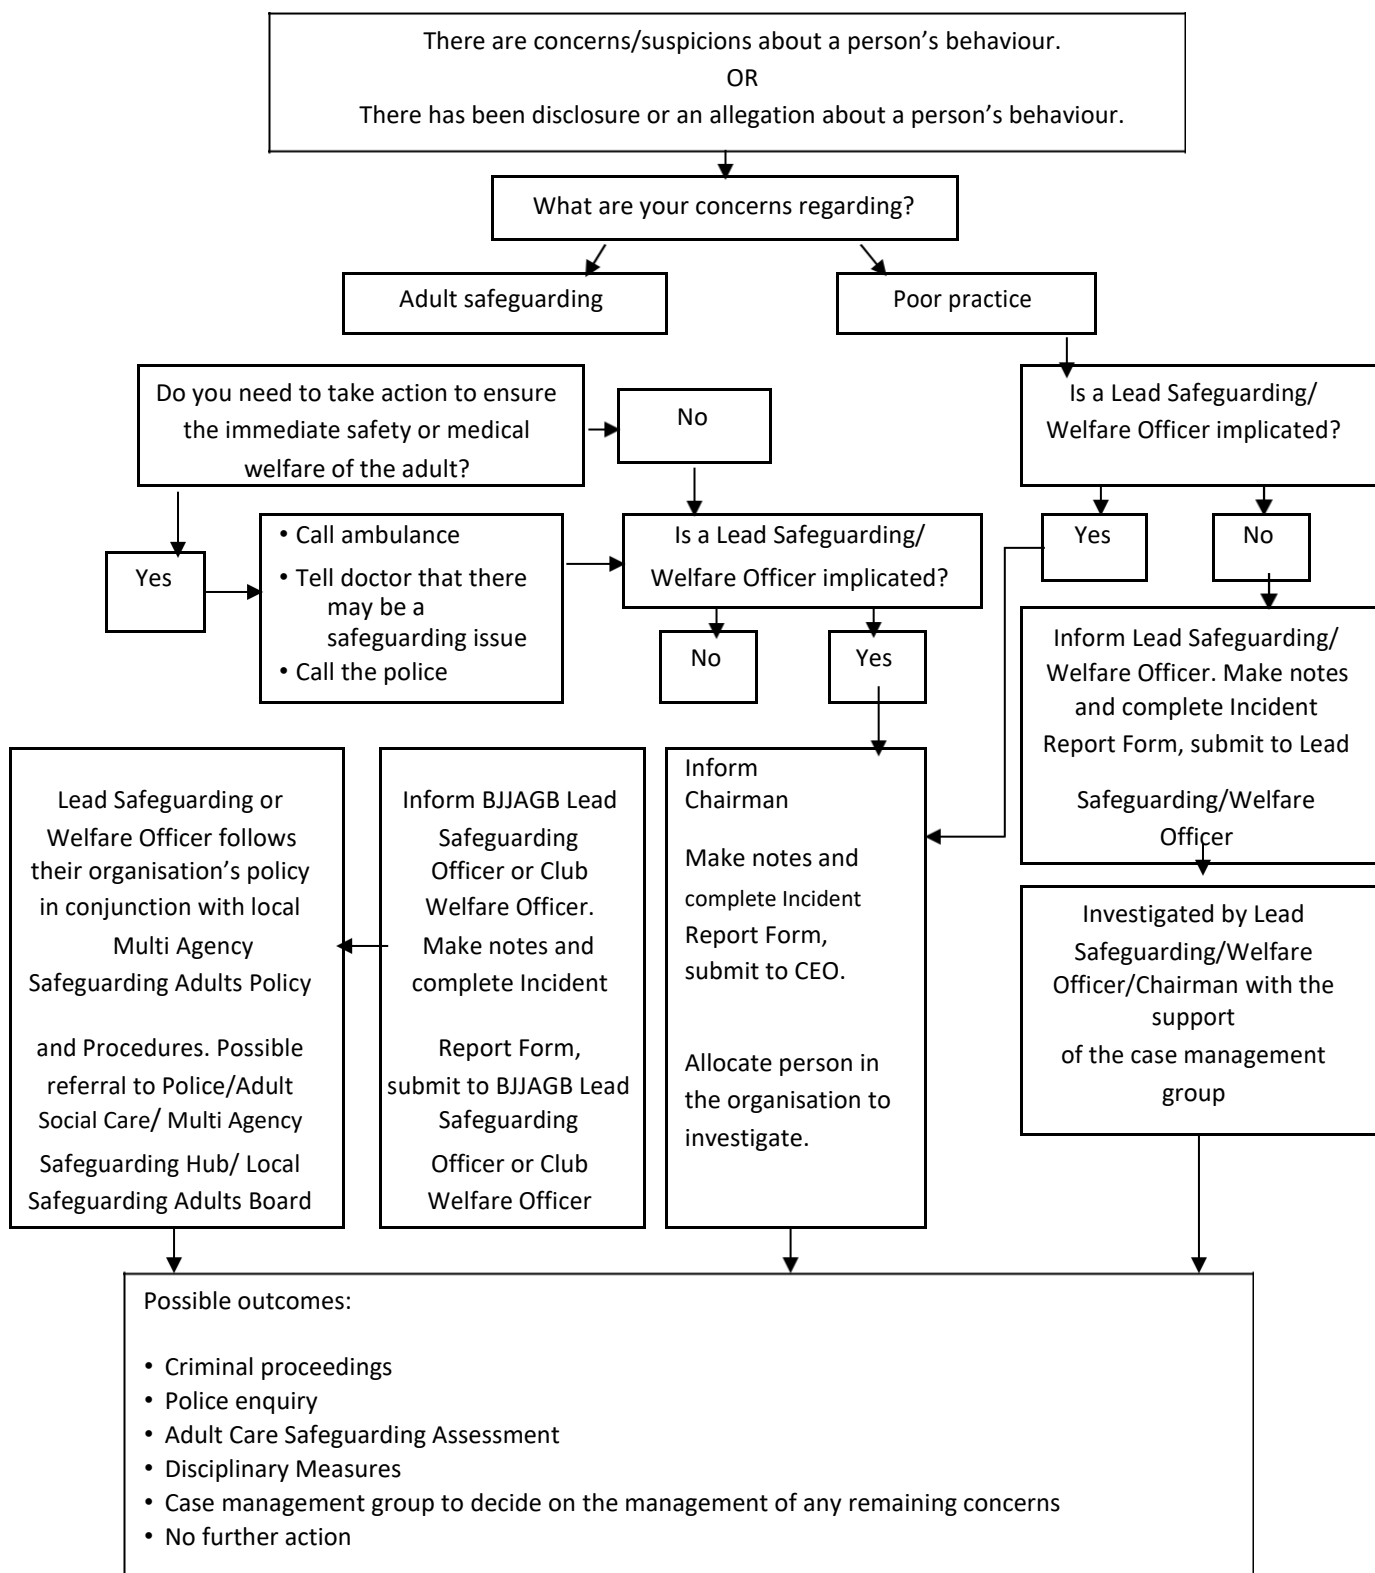 There are concerns/suspicions about a person’s behaviour.
OR
There has been disclosure or an allegation about a person’s behaviour.
What are your concerns regarding?
Adult safeguarding
Poor practice
Do you need to take action to ensure
the immediate safety or medical
welfare of the adult?
No
Is a Lead Safeguarding/
Welfare Officer implicated?
Yes
• Call ambulance
• Tell doctor that there
may be a
safeguarding issue
• Call the police
Is a Lead Safeguarding/
Welfare Officer implicated?
Yes
No
No
Yes
Inform Lead Safeguarding/
Welfare Officer. Make notes
and complete Incident
Report Form, submit to Lead
Safeguarding/Welfare
Officer
Lead Safeguarding or
Welfare Officer follows
their organisation’s policy
in conjunction with local
Multi Agency
Safeguarding Adults Policy
and Procedures. Possible
referral to Police/Adult
Social Care/ Multi Agency
Safeguarding Hub/ Local
Safeguarding Adults Board
Inform BJJAGB Lead
Safeguarding
Officer or Club
Welfare Officer.
Make notes and
complete Incident
Report Form,
submit to BJJAGB Lead
Safeguarding
Officer or Club
Welfare Officer
Inform
Chairman
Make notes and
complete Incident
Report Form,
submit to CEO.
Allocate person in
the organisation to
investigate.
Investigated by Lead
Safeguarding/Welfare
Officer/Chairman with the
support
of the case management
group
Possible outcomes:
• Criminal proceedings
• Police enquiry
• Adult Care Safeguarding Assessment
• Disciplinary Measures
• Case management group to decide on the management of any remaining concerns
• No further action